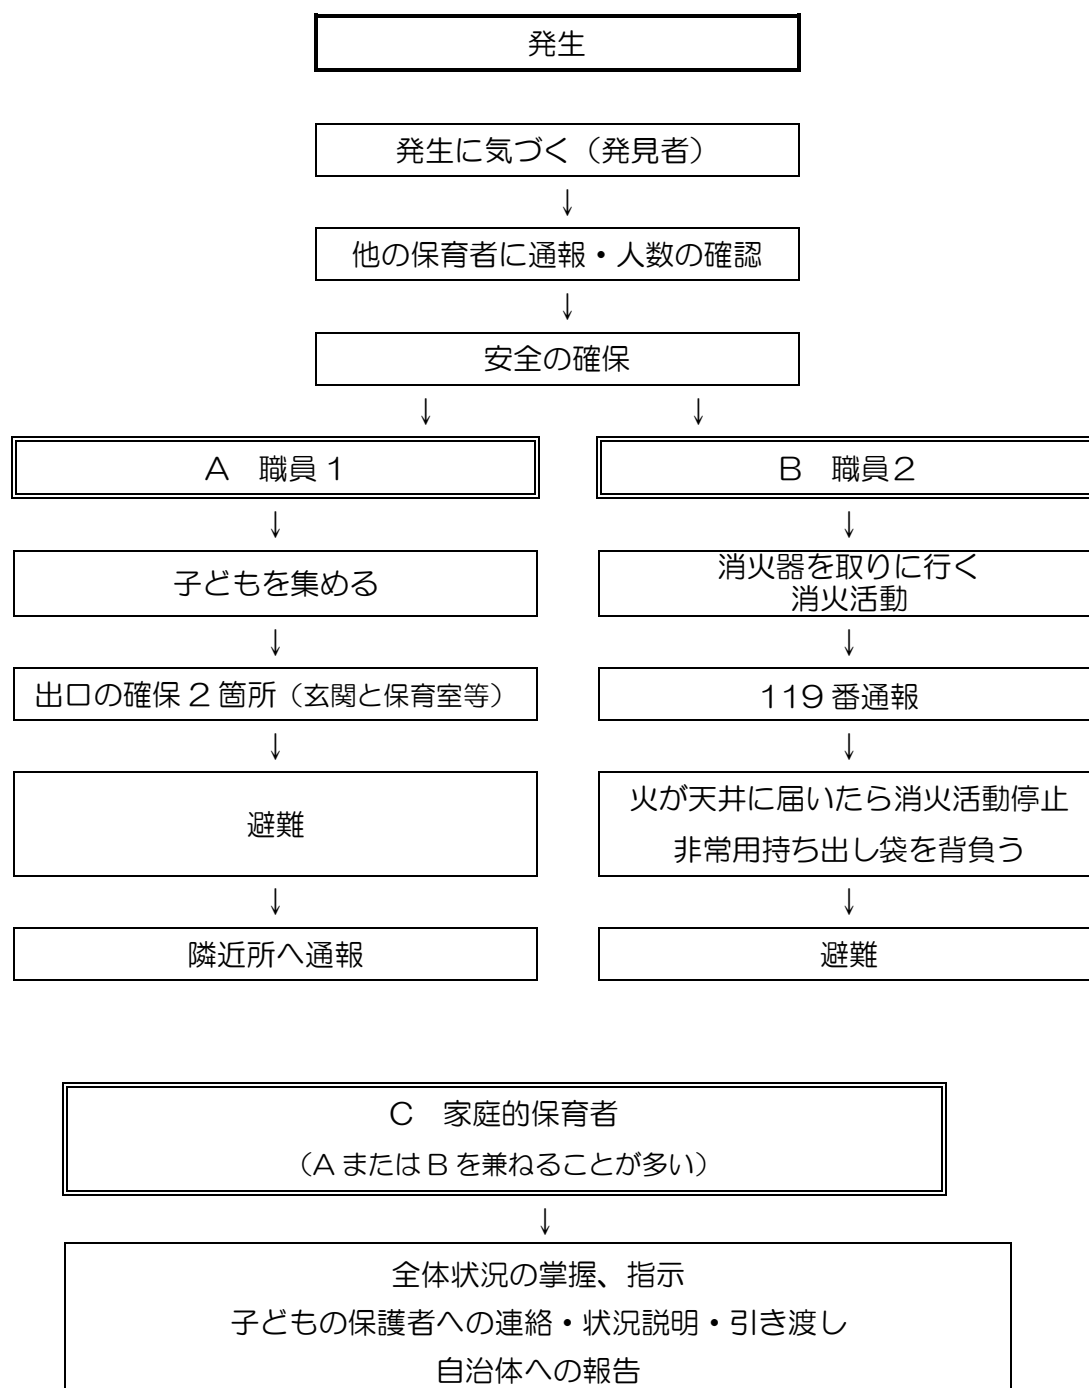 発生
発生に気づく（発見者）
↓
他の保育者に通報・人数の確認
↓
安全の確保
↓ ↓
A　職員1
B　職員2
↓ ↓
子どもを集める
消火器を取りに行く
消火活動
↓ ↓
出口の確保2箇所（玄関と保育室等）
119番通報
↓ ↓
避難
火が天井に届いたら消火活動停止
非常用持ち出し袋を背負う
↓ ↓
隣近所へ通報
避難
C　家庭的保育者
（AまたはBを兼ねることが多い）
↓
全体状況の掌握、指示
子どもの保護者への連絡・状況説明・引き渡し
自治体への報告